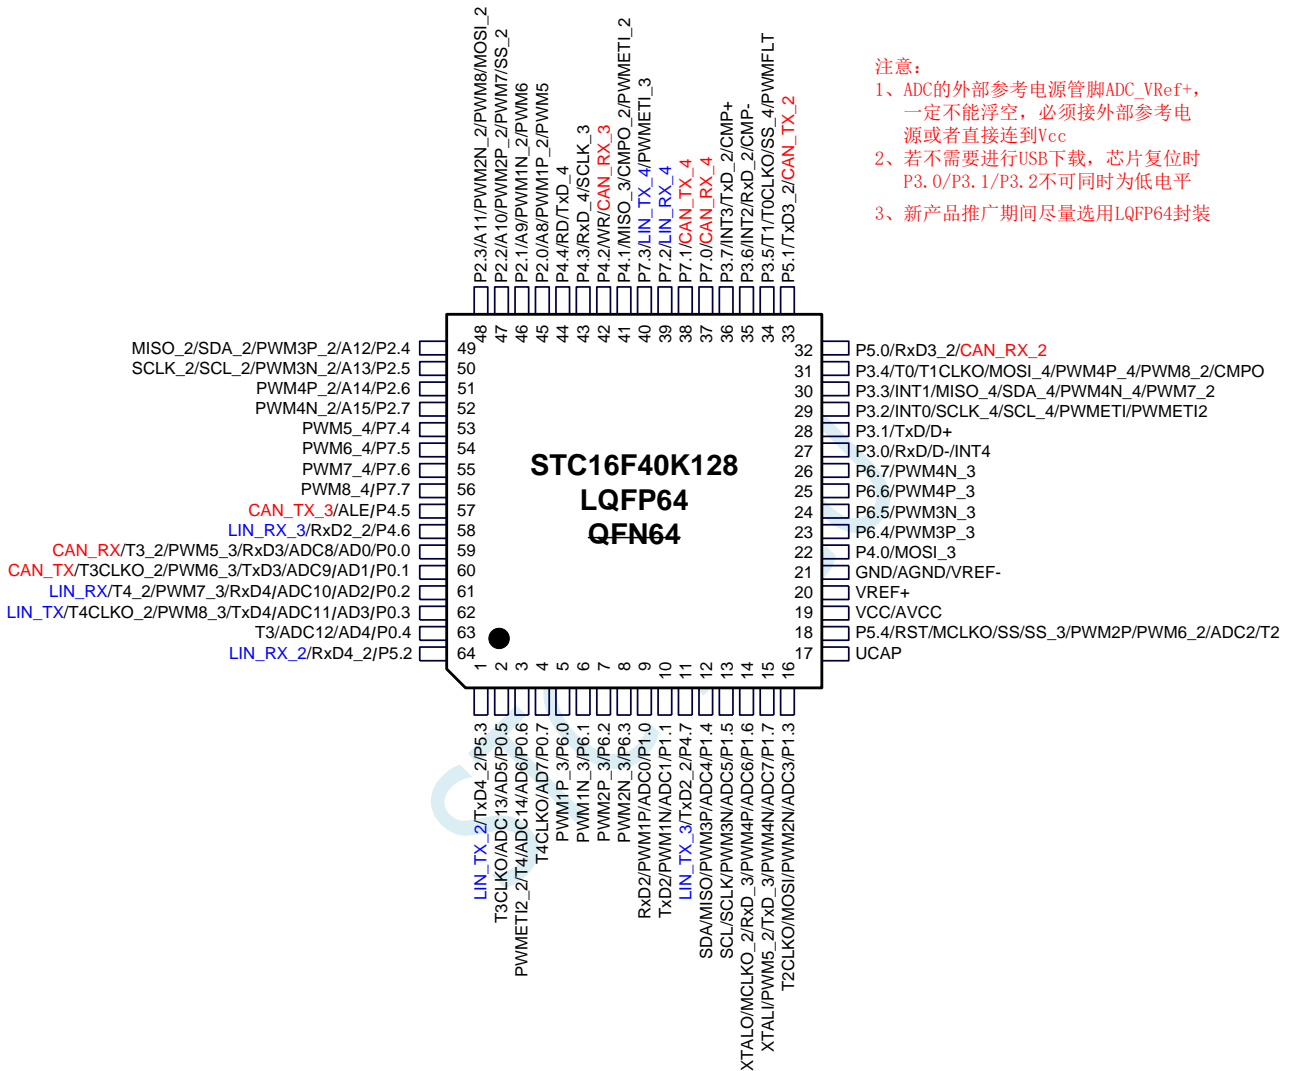 P2.3/A11/PWM2N_2/PWM8/MOSI_2
P2.2/A10/PWM2P_2/PWM7/SS_2
P2.1/A9/PWM1N_2/PWM6
P2.0/A8/PWM1P_2/PWM5
P4.4/RD/TxD_4
P4.3/RxD_4/SCLK_3
P4.2/WR/CAN_RX_3
P4.1/MISO_3/CMPO_2/PWMETI_2
P7.3/LIN_TX_4/PWMETI_3
P7.2/LIN_RX_4
P7.1/CAN_TX_4
P7.0/CAN_RX_4
P3.7/INT3/TxD_2/CMP+
P3.6/INT2/RxD_2/CMP-
P3.5/T1/T0CLKO/SS_4/PWMFLT
P5.1/TxD3_2/CAN_TX_2
注意：
1、ADC的外部参考电源管脚ADC_VRef+，
一定不能浮空，必须接外部参考电
源或者直接连到Vcc
2、若不需要进行USB下载，芯片复位时
P3.0/P3.1/P3.2不可同时为低电平
3、新产品推广期间尽量选用LQFP64封装
48 47 46 45 44 43 42 41 40 39 38 37 36 35 34 33
MISO_2/SDA_2/PWM3P_2/A12/P2.4 49
SCLK_2/SCL_2/PWM3N_2/A13/P2.5 50
PWM4P_2/A14/P2.6 51
PWM4N_2/A15/P2.7 52
PWM5_4/P7.4 53
PWM6_4/P7.5 54
PWM7_4/P7.6 55
PWM8_4/P7.7 56
CAN_TX_3/ALE/P4.5 57
LIN_RX_3/RxD2_2/P4.6 58
CAN_RX/T3_2/PWM5_3/RxD3/ADC8/AD0/P0.0 59
CAN_TX/T3CLKO_2/PWM6_3/TxD3/ADC9/AD1/P0.1 60
LIN_RX/T4_2/PWM7_3/RxD4/ADC10/AD2/P0.2 61
LIN_TX/T4CLKO_2/PWM8_3/TxD4/ADC11/AD3/P0.3 62
T3/ADC12/AD4/P0.4 63
LIN_RX_2/RxD4_2/P5.2 64
STC16F40K128
LQFP64
QFN64
32 P5.0/RxD3_2/CAN_RX_2
31 P3.4/T0/T1CLKO/MOSI_4/PWM4P_4/PWM8_2/CMPO
30 P3.3/INT1/MISO_4/SDA_4/PWM4N_4/PWM7_2
29 P3.2/INT0/SCLK_4/SCL_4/PWMETI/PWMETI2
28 P3.1/TxD/D+
27 P3.0/RxD/D-/INT4
26 P6.7/PWM4N_3
25 P6.6/PWM4P_3
24 P6.5/PWM3N_3
23 P6.4/PWM3P_3
22 P4.0/MOSI_3
21 GND/AGND/VREF-
20 VREF+
19 VCC/AVCC
18 P5.4/RST/MCLKO/SS/SS_3/PWM2P/PWM6_2/ADC2/T2
17 UCAP
1 2 3 4 5 6 7 8 9 10 11 12 13 14 15 16
LIN_TX_2/TxD4_2/P5.3
T3CLKO/ADC13/AD5/P0.5
PWMETI2_2/T4/ADC14/AD6/P0.6
T4CLKO/AD7/P0.7
PWM1P_3/P6.0
PWM1N_3/P6.1
PWM2P_3/P6.2
PWM2N_3/P6.3
RxD2/PWM1P/ADC0/P1.0
TxD2/PWM1N/ADC1/P1.1
LIN_TX_3/TxD2_2/P4.7
SDA/MISO/PWM3P/ADC4/P1.4
SCL/SCLK/PWM3N/ADC5/P1.5
XTALO/MCLKO_2/RxD_3/PWM4P/ADC6/P1.6
XTALI/PWM5_2/TxD_3/PWM4N/ADC7/P1.7
T2CLKO/MOSI/PWM2N/ADC3/P1.3